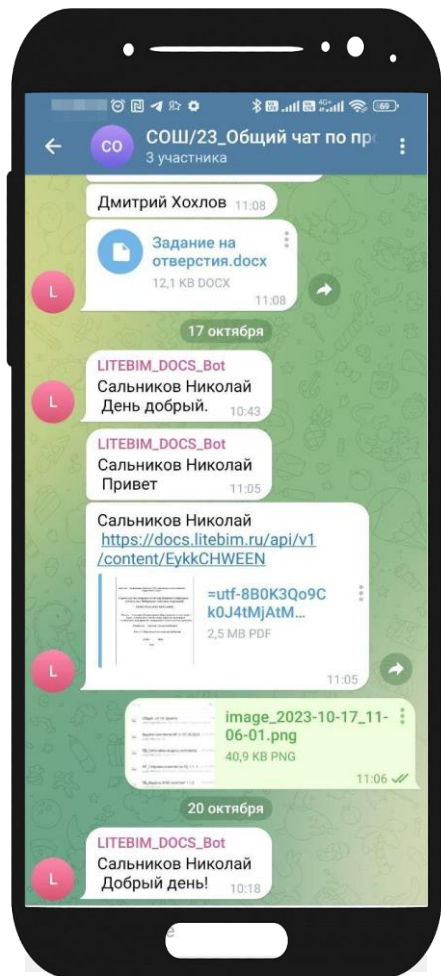 4G+
69
СО
СОШ/23_Общий чат по пр
3 участника
Дмитрий Хохлов 11:08
Задание на
отверстия.docx
12,1 KB DOCX
11:08
L
17 октября
LITEBIM_DOCS_Bot
Сальников Николай
День добрый. 10:43
L
LITEBIM_DOCS_Bot
Сальников Николай
Привет 11:05
Сальников Николай
https://docs.litebim.ru/api/v1
/content/EykkCHWEEN
=utf-8B0K3Qo9C
k0J4tMjAtM...
2,5 MB PDF
L
11:05
image_2023-10-17_11-
06-01.png
40,9 KB PNG
11:06
20 октября
LITEBIM_DOCS_Bot
Сальников Николай
Добрый день! 10:18
L